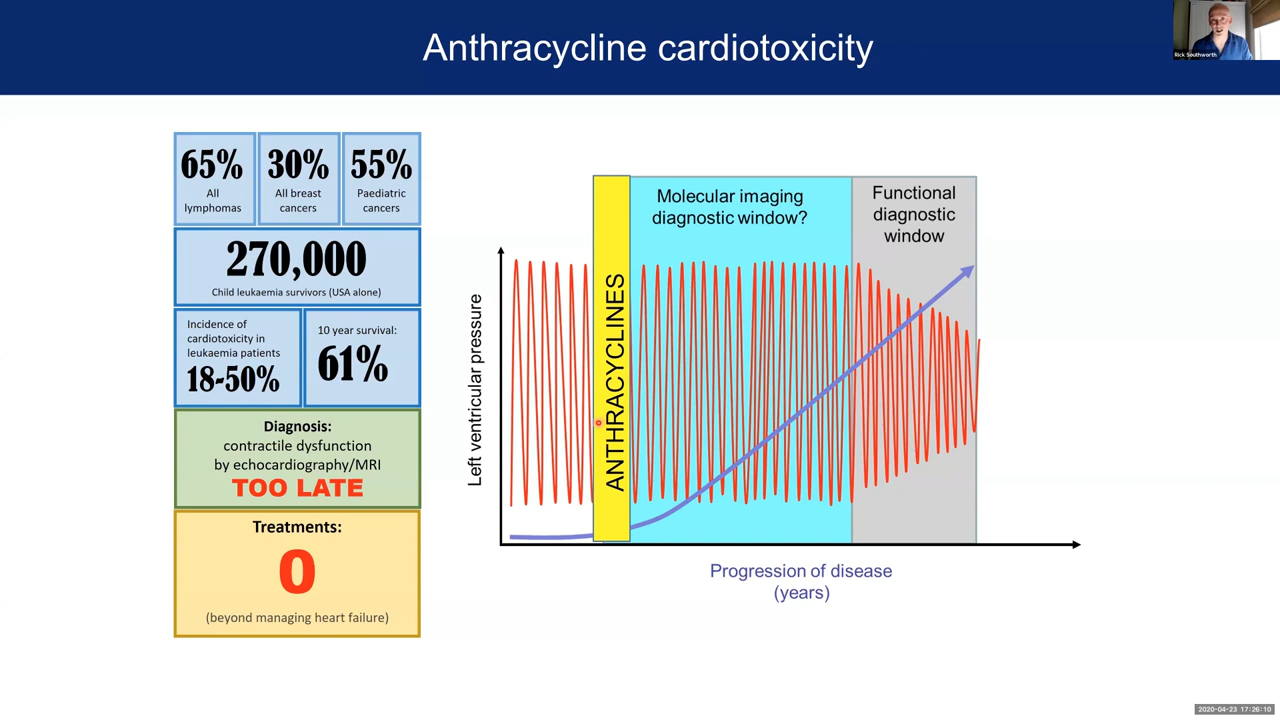 Anthracycline cardiotoxicity
Rick Southworth
65%
All
lymphomas
30%
All breast
cancers
55%
Paediatric
cancers
270,000
Child leukaemia survivors (USA alone)
Incidence of
cardiotoxicity in
leukaemia patients
18-50%
10 year survival:
61%
Diagnosis:
contractile dysfunction
by echocardiography/MRI
TOO LATE
Treatments:
0
(beyond managing heart failure)
Left ventricular pressure
ANTHRACYCLINES
Molecular imaging
diagnostic window?
Functional
diagnostic
window
Progression of disease
(years)
2020-04-23 17:26:10